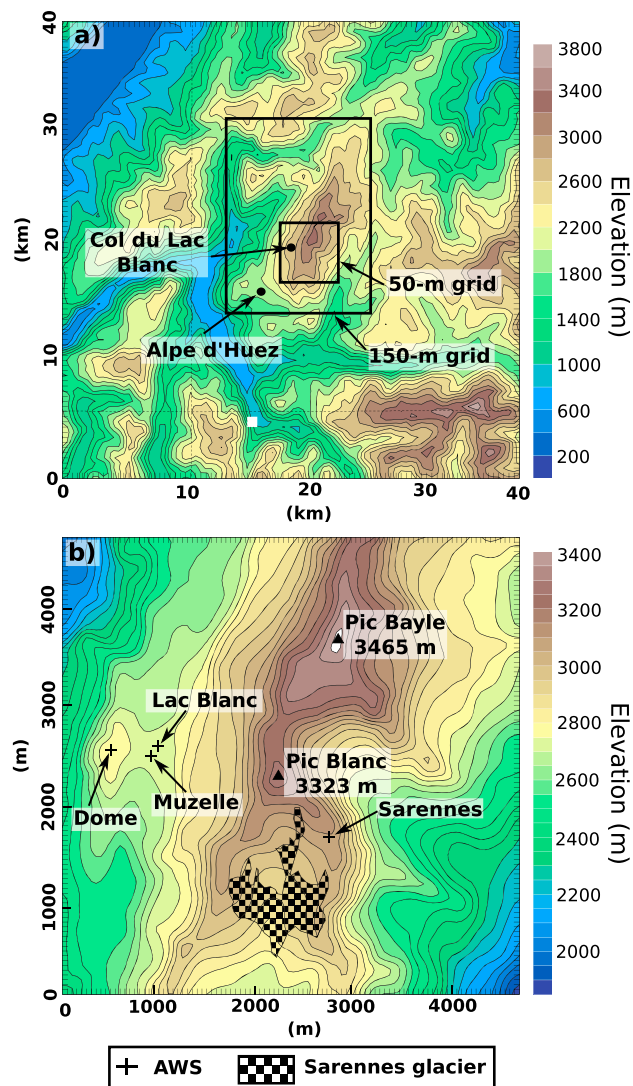 a)
40
30
20
10
0
(km)
0
10
20
30
40
(km)
Col du Lac
Blanc
Alpe d'Huez
50-m grid
150-m grid
3800
3400
3000
2600
2200
1800
1400
1000
600
200
Elevation (m)
b)
4000
3000
2000
1000
0
(m)
0
1000
2000
3000
4000
(m)
Pic Bayle
3465 m
Lac Blanc
Muzelle
Dome
Pic Blanc
3323 m
Sarennes
3400
3200
3000
2800
2600
2400
2200
2000
Elevation (m)
AWS
Sarennes glacier